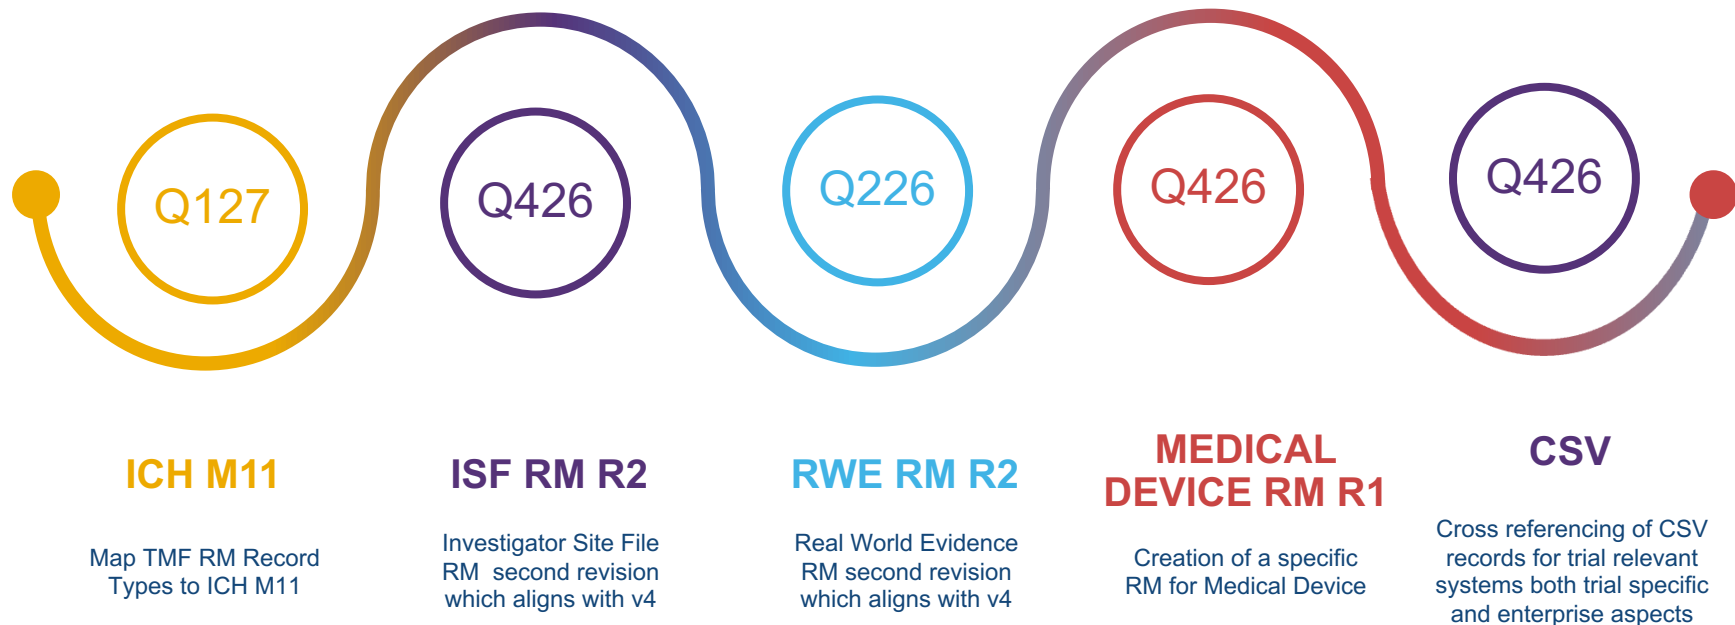 Q127
Q426
Q226
Q426
Q426
ICH M11
Map TMF RM Record
Types to ICH M11
ISF RM R2
Investigator Site File
RM second revision
which aligns with v4
RWE RM R2
Real World Evidence
RM second revision
which aligns with v4
MEDICAL
DEVICE RM R1
Creation of a specific
RM for Medical Device
CSV
Cross referencing of CSV
records for trial relevant
systems both trial specific
and enterprise aspects